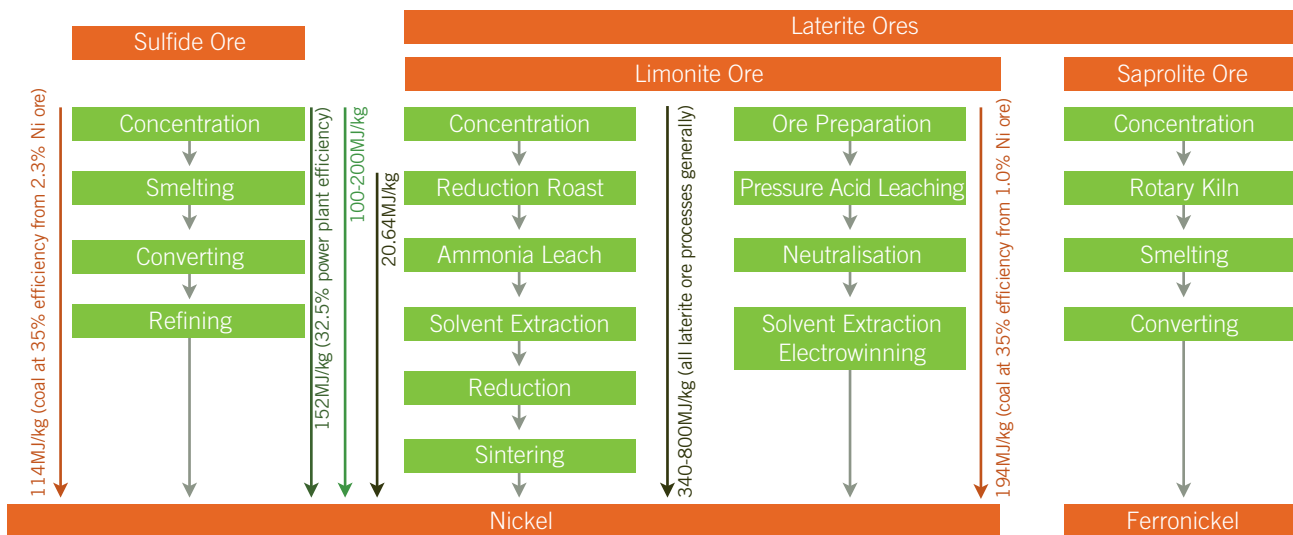 Sulfide Ore
Laterite Ores
Limonite Ore
Saprolite Ore
114MJ/kg (coal at 35% efficiency from 2.3% Ni ore)
Concentration
Smelting
Converting
Refining
152MJ/kg (32.5% power plant efficiency)
100-200MJ/kg
20.64MJ/kg
Concentration
Reduction Roast
Ammonia Leach
Solvent Extraction
Reduction
Sintering
340-800MJ/kg (all laterite ore processes generally)
Ore Preparation
Pressure Acid Leaching
Neutralisation
Solvent Extraction
Electrowinning
194MJ/kg (coal at 35% efficiency from 1.0% Ni ore)
Concentration
Rotary Kiln
Smelting
Converting
Nickel
Ferronickel